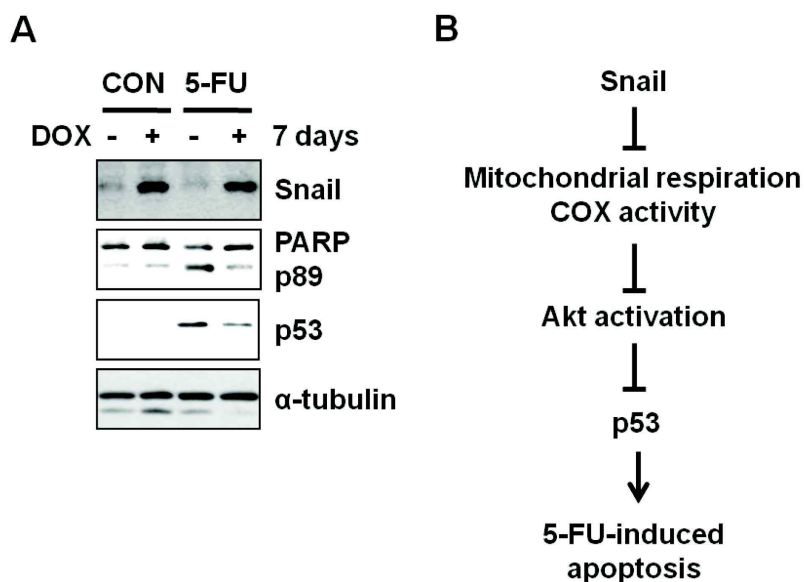 A
CON 5-FU
DOX - + - + 7 days
Snail
PARP
p89
p53
α-tubulin
B
Snail
Mitochondrial respiration
COX activity
Akt activation
p53
5-FU-induced
apoptosis